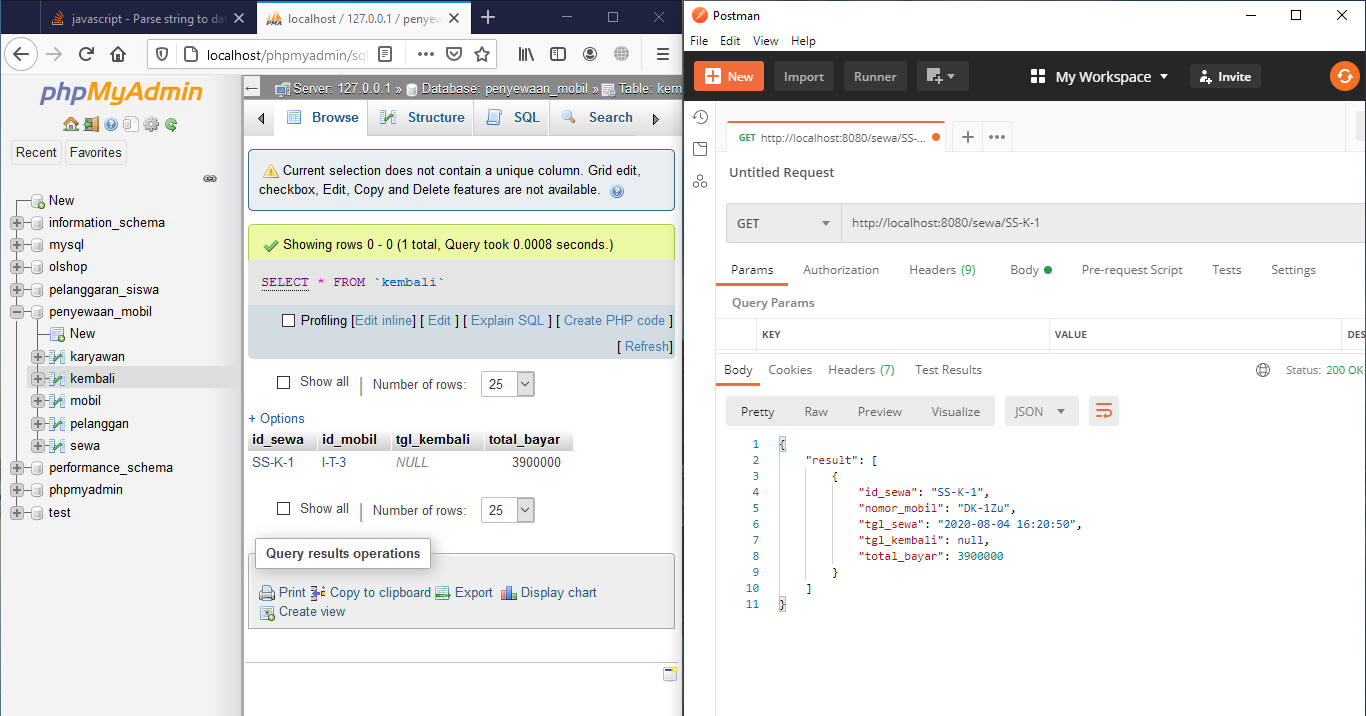 javascript - Parse string to da
localhost / 127.0.0.1 / penyew
localhost/phpmyadmin/sql
phpMyAdmin
Recent
Favorites
New
information_schema
mysql
olshop
pelanggaran_siswa
penyewaan_mobil
New
karyawan
kembali
mobil
pelanggan
sewa
performance_schema
phpmyadmin
test
Server: 127.0.0.1 » Database: penyewaan_mobil » Table: kem
Browse
Structure
SQL
Search
Current selection does not contain a unique column. Grid edit,
checkbox, Edit, Copy and Delete features are not available.
Showing rows 0 - 0 (1 total, Query took 0.0008 seconds.)
SELECT * FROM `kembali`
Profiling [Edit inline] [ Edit ] [ Explain SQL ] [ Create PHP code ]
[ Refresh]
Show all
Number of rows:
25
+ Options
id_sewa id_mobil tgl_kembali total_bayar
SS-K-1 I-T-3 NULL 3900000
Show all
Number of rows:
25
Query results operations
Print Copy to clipboard Export Display chart
Create view
Postman
File Edit View Help
New
Import
Runner
My Workspace
Invite
GET http://localhost:8080/sewa/SS-...
Untitled Request
GET
http://localhost:8080/sewa/SS-K-1
Params Authorization Headers (9) Body Pre-request Script Tests Settings
Query Params
KEY VALUE DES
Body Cookies Headers (7) Test Results
Status: 200 OK
Pretty Raw Preview Visualize JSON
1 {
2 "result": [
3 {
4 "id_sewa": "SS-K-1",
5 "nomor_mobil": "DK-1Zu",
6 "tgl_sewa": "2020-08-04 16:20:50",
7 "tgl_kembali": null,
8 "total_bayar": 3900000
9 }
10 ]
11 }